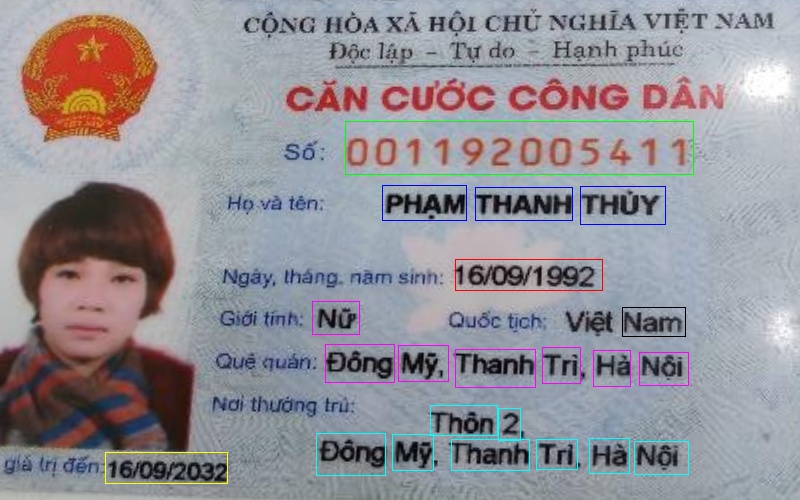 CỘNG HÒA XÃ HỘI CHỦ NGHĨA VIỆT NAM
Độc lập - Tự do - Hạnh phúc
CĂN CƯỚC CÔNG DÂN
Số: 001192005411
Họ và tên: PHẠM THANH THỦY
Ngày, tháng, năm sinh: 16/09/1992
Giới tính: Nữ Quốc tịch: Việt Nam
Quê quán: Đông Mỹ, Thanh Trì, Hà Nội
Nơi thường trú: Thôn 2,
Đông Mỹ, Thanh Trì, Hà Nội
giá trị đến: 16/09/2032